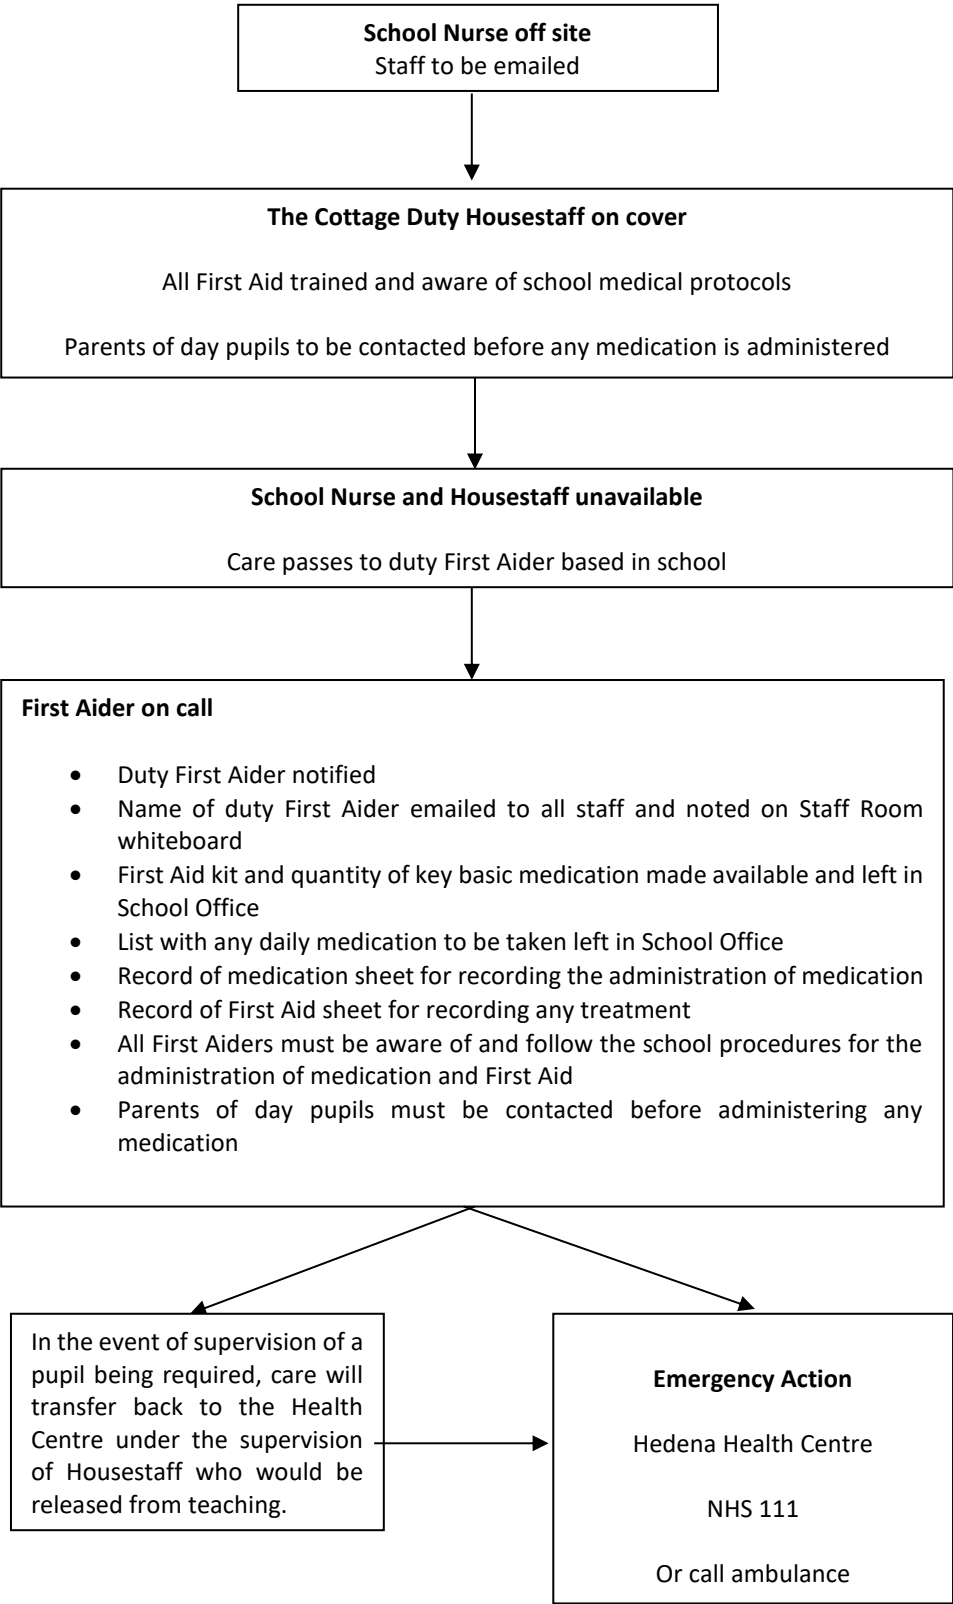 School Nurse off site
Staff to be emailed
The Cottage Duty Housestaff on cover
All First Aid trained and aware of school medical protocols
Parents of day pupils to be contacted before any medication is administered
School Nurse and Housestaff unavailable
Care passes to duty First Aider based in school
First Aider on call
• Duty First Aider notified
• Name of duty First Aider emailed to all staff and noted on Staff Room
whiteboard
• First Aid kit and quantity of key basic medication made available and left in
School Office
• List with any daily medication to be taken left in School Office
• Record of medication sheet for recording the administration of medication
• Record of First Aid sheet for recording any treatment
• All First Aiders must be aware of and follow the school procedures for the
administration of medication and First Aid
• Parents of day pupils must be contacted before administering any
medication
In the event of supervision of a
pupil being required, care will
transfer back to the Health
Centre under the supervision
of Housestaff who would be
released from teaching.
Emergency Action
Hedena Health Centre
NHS 111
Or call ambulance